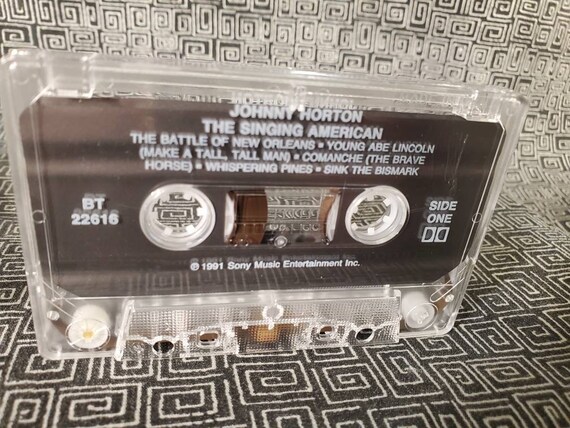 JOHNNY HORTON
THE SINGING AMERICAN
THE BATTLE OF NEW ORLEANS • YOUNG ABE LINCOLN
(MAKE A TALL, TALL MAN) • COMANCHE (THE BRAVE
HORSE) • WHISPERING PINES • SINK THE BISMARK
BT
22616
SIDE
ONE
© 1991 Sony Music Entertainment Inc.